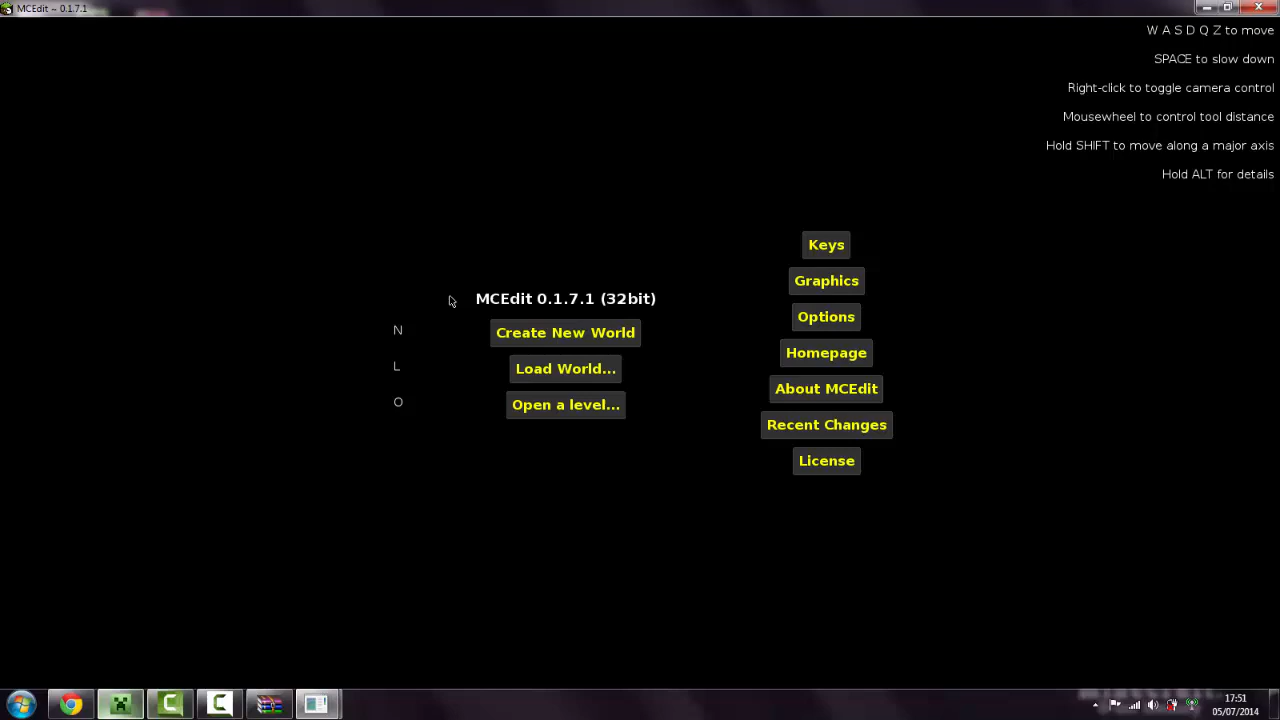 MCEdit ~ 0.1.7.1
W A S D Q Z to move
SPACE to slow down
Right-click to toggle camera control
Mousewheel to control tool distance
Hold SHIFT to move along a major axis
Hold ALT for details
MCEdit 0.1.7.1 (32bit)
N Create New World
L Load World...
O Open a level...
Keys
Graphics
Options
Homepage
About MCEdit
Recent Changes
License
17:51
05/07/2014